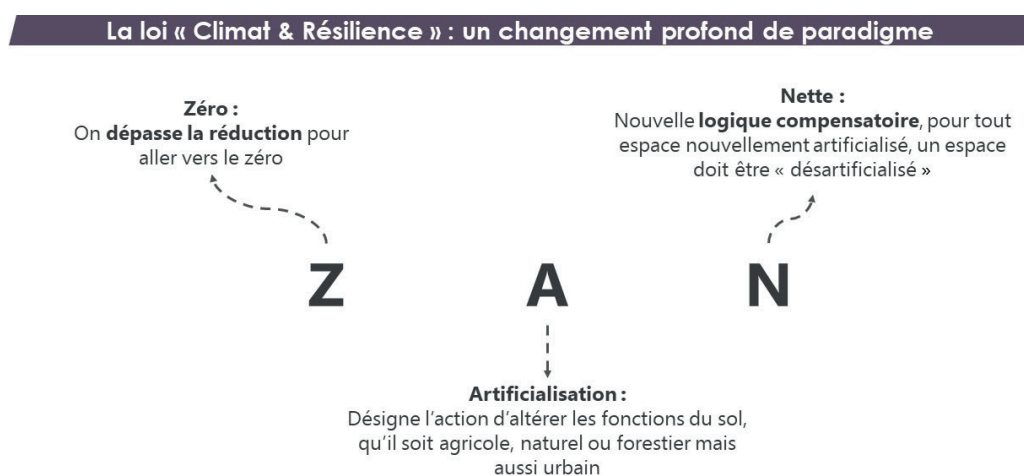 La loi « Climat & Résilience » : un changement profond de paradigme
Zéro :
On dépasse la réduction pour
aller vers le zéro
Nette :
Nouvelle logique compensatoire, pour tout
espace nouvellement artificialisé, un espace
doit être « désartificialisé »
Z A N
Artificialisation :
Désigne l’action d’altérer les fonctions du sol,
qu’il soit agricole, naturel ou forestier mais
aussi urbain